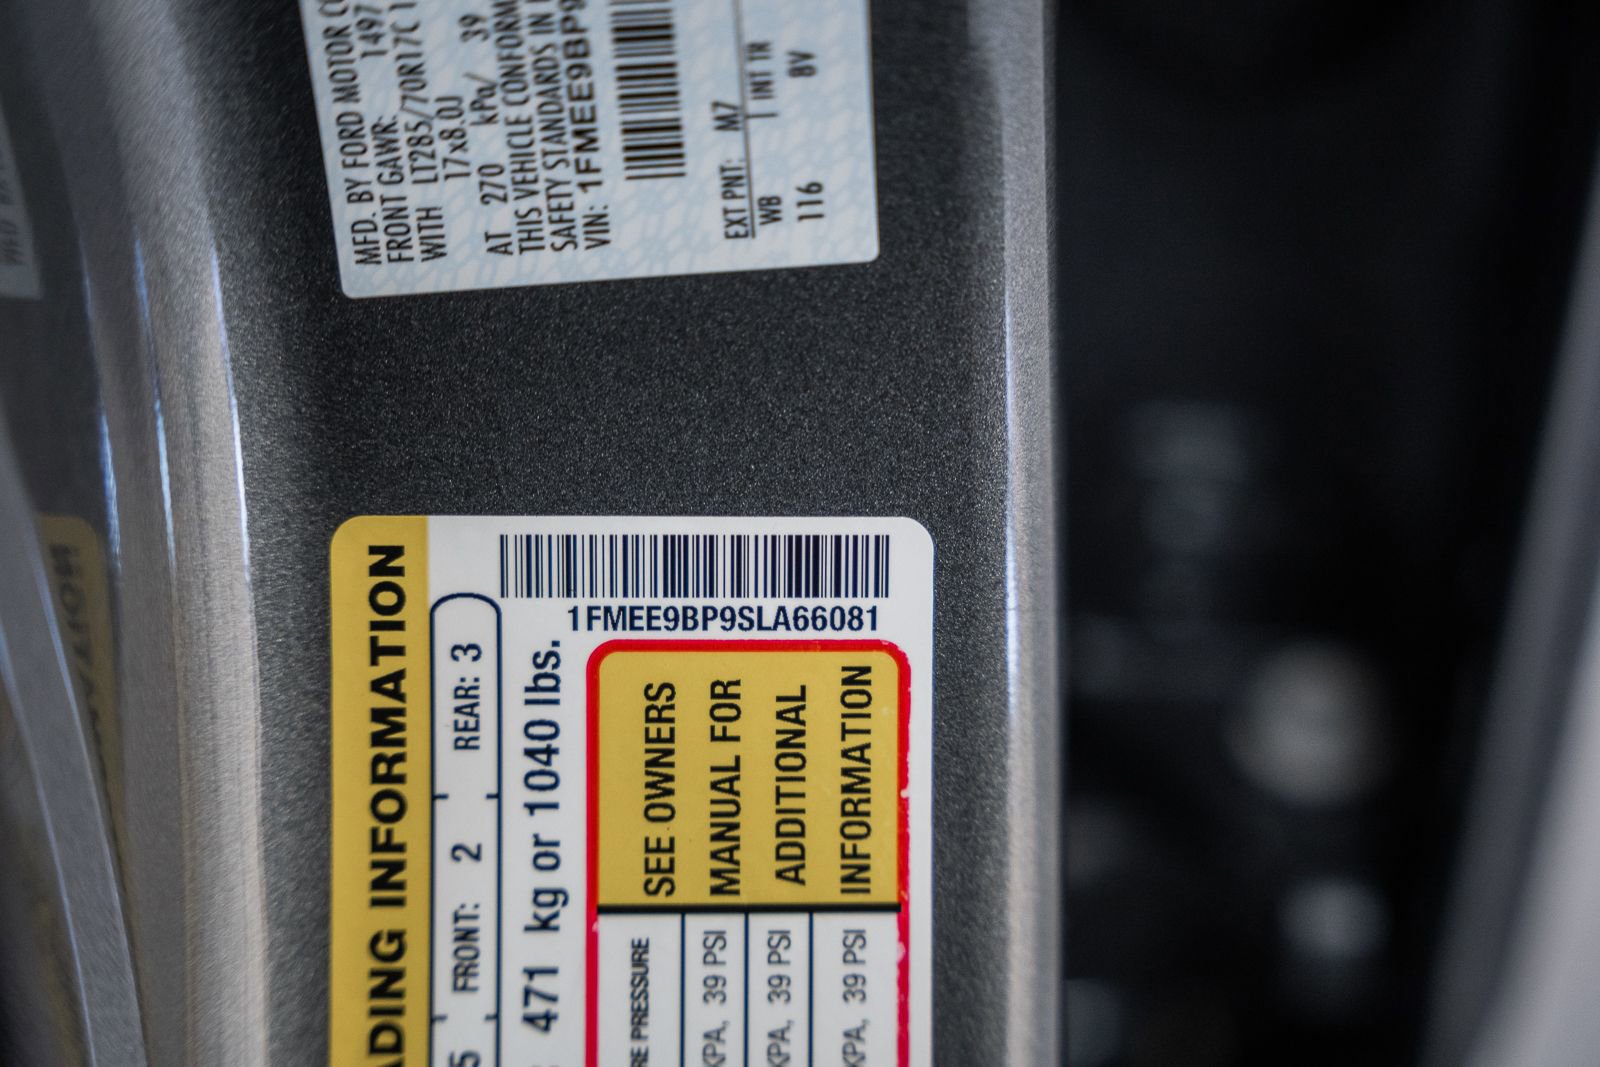 MFD. BY FORD MOTOR
FRONT GAWR: 1497
WITH LT285/70R17C
17x8.0J
AT 270 kPa/ 39
THIS VEHICLE CONFORM
SAFETY STANDARDS IN
VIN: 1FMEE9BP9
EXT PNT: MZ
WB INT TR
116 8V
ADING INFORMATION
5 FRONT: 2 REAR: 3
471 kg or 1040 lbs.
1FMEE9BP9SLA66081
RE PRESSURE
KPA, 39 PSI
KPA, 39 PSI
KPA, 39 PSI
SEE OWNERS
MANUAL FOR
ADDITIONAL
INFORMATION